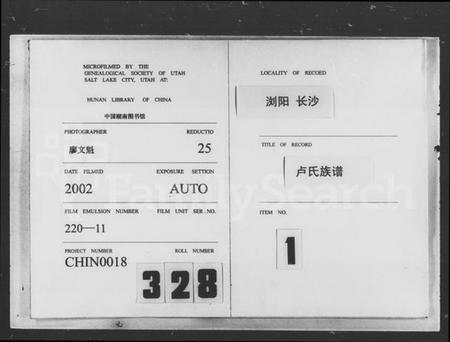 MICROFILMED BY THE
GENEALOGICAL SOCIETY OF UTAH
SALT LAKE CITY, UTAH AT:
HUNAN LIBRARY OF CHINA
中国湖南图书馆
PHOTOGRAPHER REDUCTIO
廖文魁 25
DATE FILMED EXPOSURE SETTION
2002 AUTO
FILM EMULSION NUMBER FILM UNIT SER. NO.
220—11
PROJECT NUMBER ROLL NUMBER
CHIN0018 328
LOCALITY OF RECOED
浏阳 长沙
TITLE OF RECORD
卢氏族谱
ITEM NO.
1
FamilySearch